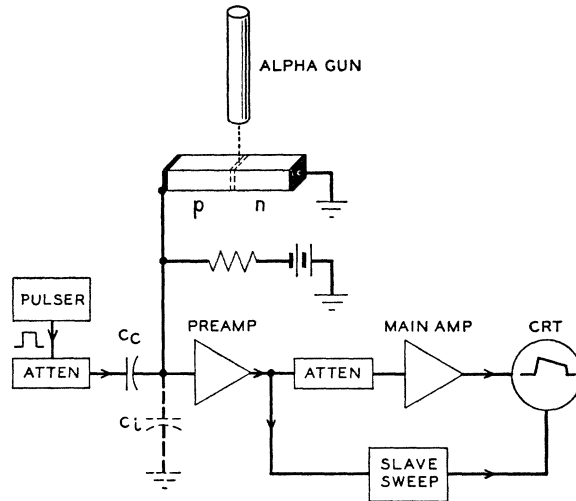 ALPHA GUN
p n
PULSER
ATTEN
Cc
Ci
PREAMP
ATTEN
MAIN AMP
CRT
SLAVE
SWEEP